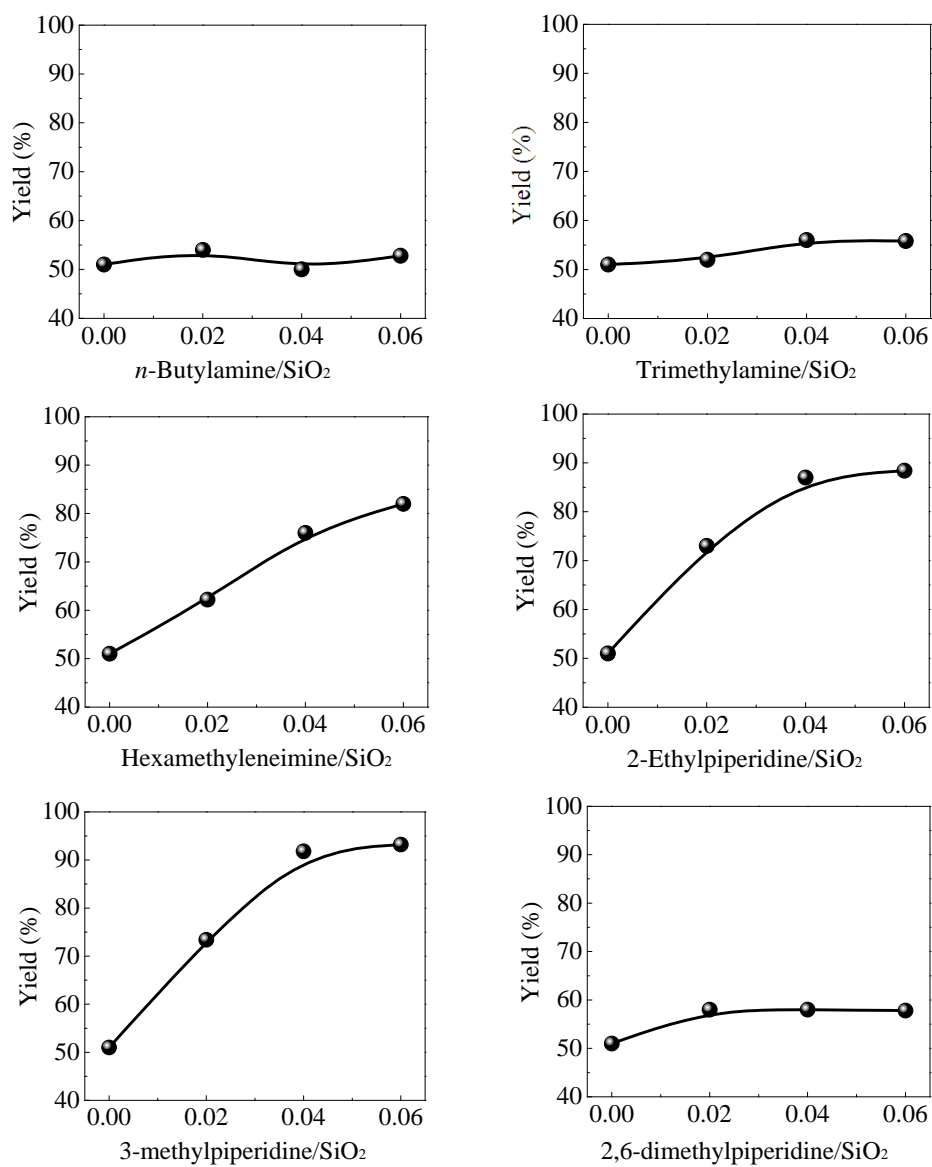 100
90
80
70
60
50
40
Yield (%)
0.00 0.02 0.04 0.06
n-Butylamine/SiO₂
100
90
80
70
60
50
40
Yield (%)
0.00 0.02 0.04 0.06
Trimethylamine/SiO₂
100
90
80
70
60
50
40
Yield (%)
0.00 0.02 0.04 0.06
Hexamethyleneimine/SiO₂
100
90
80
70
60
50
40
Yield (%)
0.00 0.02 0.04 0.06
2-Ethylpiperidine/SiO₂
100
90
80
70
60
50
40
Yield (%)
0.00 0.02 0.04 0.06
3-methylpiperidine/SiO₂
100
90
80
70
60
50
40
Yield (%)
0.00 0.02 0.04 0.06
2,6-dimethylpiperidine/SiO₂